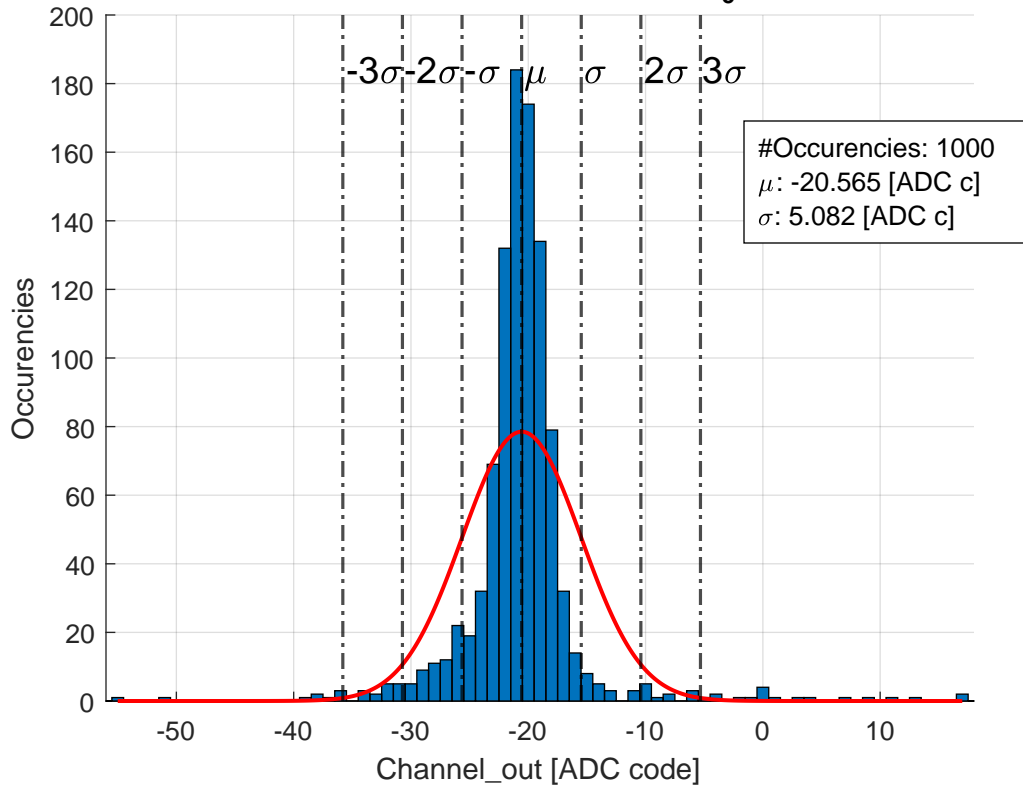 200
180
160
140
120
100
80
60
40
20
0
Occurencies
-3σ -2σ -σ μ σ 2σ 3σ
#Occurencies: 1000
μ: -20.565 [ADC c]
σ: 5.082 [ADC c]
-50 -40 -30 -20 -10 0 10
Channel_out [ADC code]